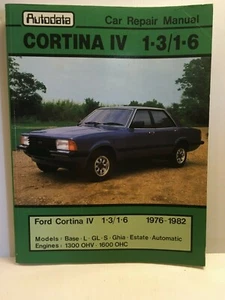 Autodata
Car Repair Manual
CORTINA IV 1·3/1·6
Ford Cortina IV 1·3/1·6 1976-1982
Models · Base · L · GL · S · Ghia · Estate · Automatic
Engines · 1300 OHV · 1600 OHC